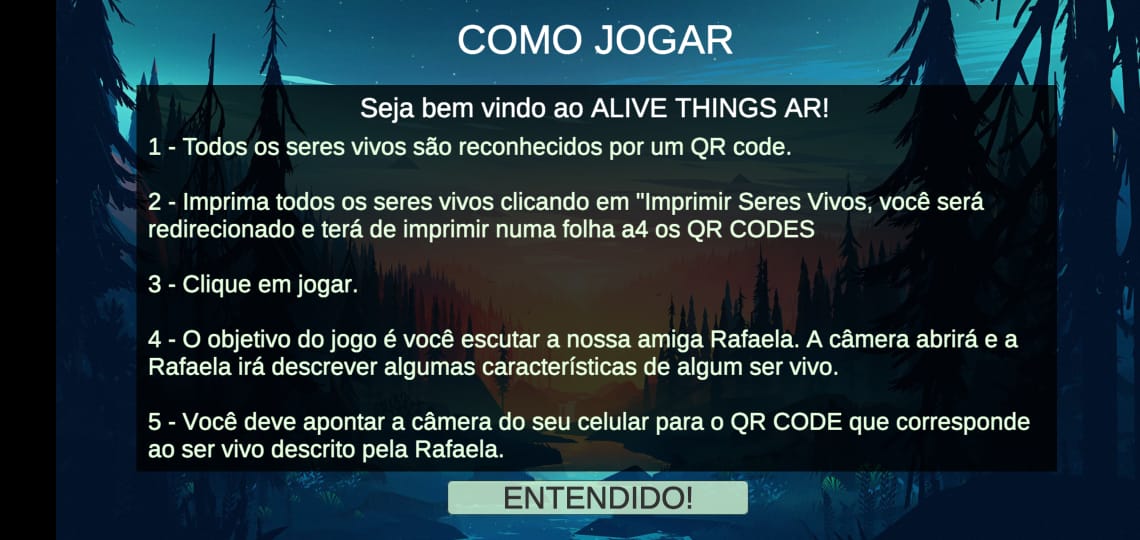 COMO JOGAR
Seja bem vindo ao ALIVE THINGS AR!
1 - Todos os seres vivos são reconhecidos por um QR code.
2 - Imprima todos os seres vivos clicando em "Imprimir Seres Vivos, você será
redirecionado e terá de imprimir numa folha a4 os QR CODES
3 - Clique em jogar.
4 - O objetivo do jogo é você escutar a nossa amiga Rafaela. A câmera abrirá e a
Rafaela irá descrever algumas características de algum ser vivo.
5 - Você deve apontar a câmera do seu celular para o QR CODE que corresponde
ao ser vivo descrito pela Rafaela.
ENTENDIDO!